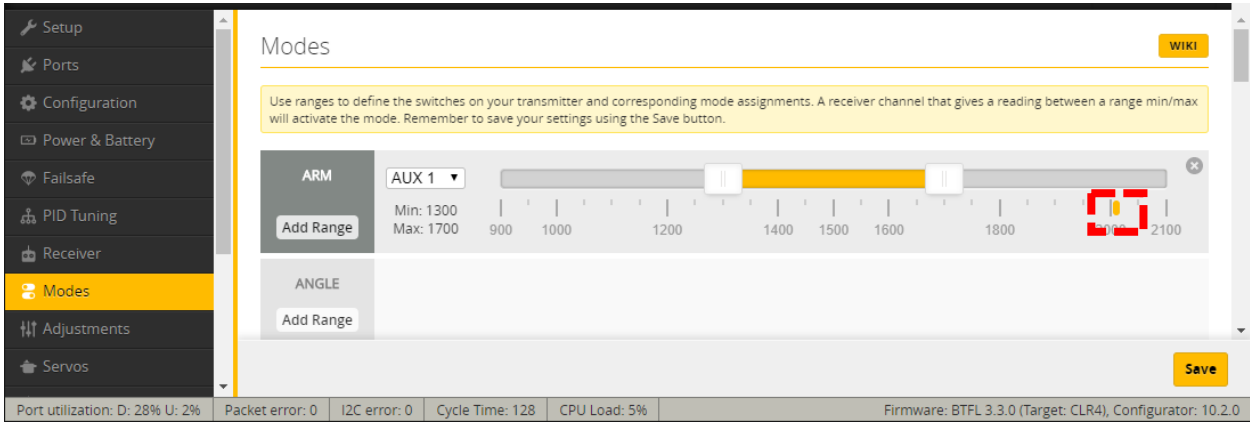 Setup
Ports
Configuration
Power & Battery
Failsafe
PID Tuning
Receiver
Modes
Adjustments
Servos
Modes
WIKI
Use ranges to define the switches on your transmitter and corresponding mode assignments. A receiver channel that gives a reading between a range min/max
will activate the mode. Remember to save your settings using the Save button.
ARM
Add Range
AUX 1
Min: 1300
Max: 1700
900 1000 1200 1400 1500 1600 1800 2000 2100
ANGLE
Add Range
Save
Port utilization: D: 28% U: 2% Packet error: 0 I2C error: 0 Cycle Time: 128 CPU Load: 5% Firmware: BTFL 3.3.0 (Target: CLR4), Configurator: 10.2.0